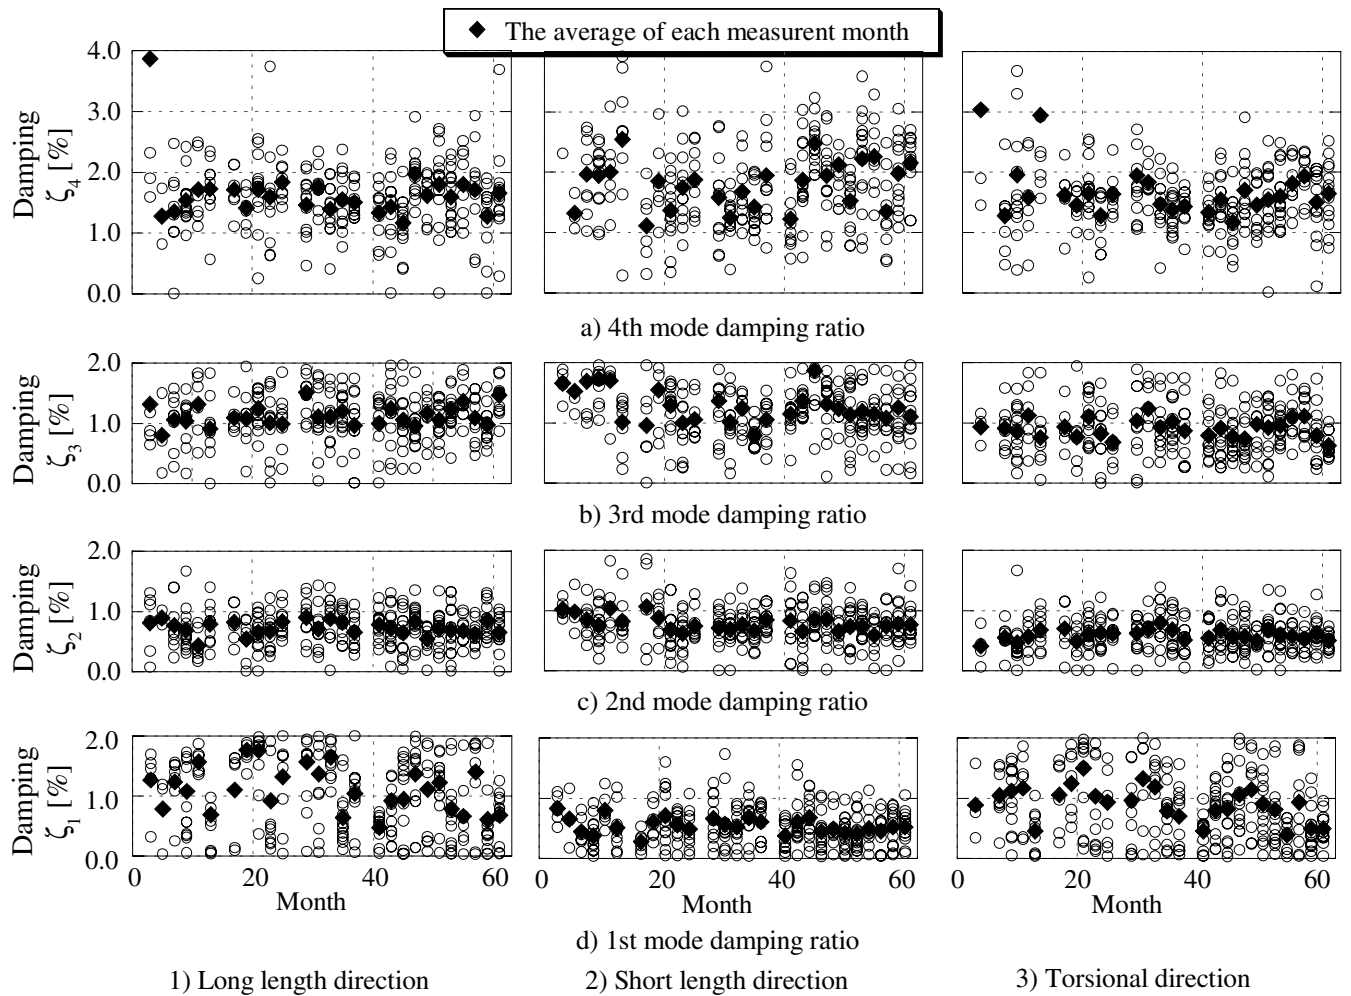 The average of each measurent month
4.0
3.0
2.0
1.0
0.0
Damping
ζ4 [%]
a) 4th mode damping ratio
2.0
1.0
0.0
Damping
ζ3 [%]
b) 3rd mode damping ratio
2.0
1.0
0.0
Damping
ζ2 [%]
c) 2nd mode damping ratio
2.0
1.0
0.0
Damping
ζ1 [%]
0 20 40 60
0 20 40 60
0 20 40 60
Month
Month
Month
d) 1st mode damping ratio
1) Long length direction
2) Short length direction
3) Torsional direction